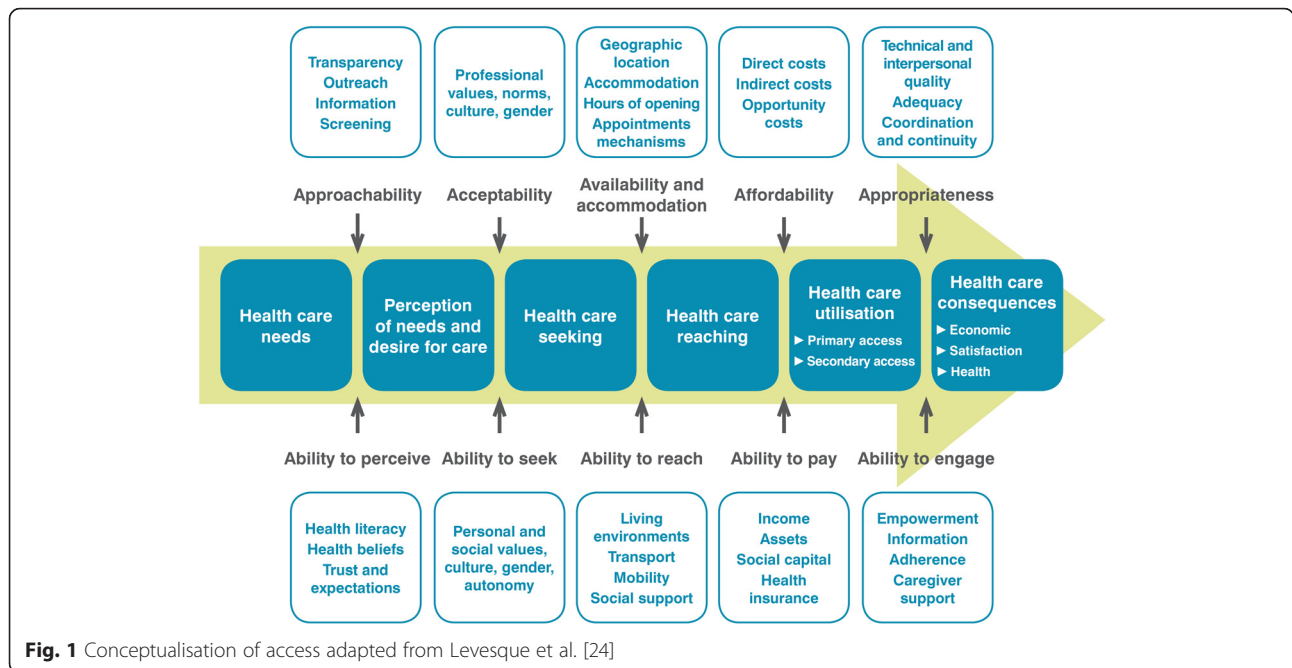 Transparency
Outreach
Information
Screening
Professional
values, norms,
culture, gender
Geographic
location
Accommodation
Hours of opening
Appointments
mechanisms
Direct costs
Indirect costs
Opportunity
costs
Technical and
interpersonal
quality
Adequacy
Coordination
and continuity
Approachability
Acceptability
Availability and
accommodation
Affordability
Appropriateness
Health care
needs
Perception
of needs and
desire for care
Health care
seeking
Health care
reaching
Health care
utilisation
► Primary access
► Secondary access
Health care
consequences
► Economic
► Satisfaction
► Health
Ability to perceive
Ability to seek
Ability to reach
Ability to pay
Ability to engage
Health literacy
Health beliefs
Trust and
expectations
Personal and
social values,
culture, gender,
autonomy
Living
environments
Transport
Mobility
Social support
Income
Assets
Social capital
Health
insurance
Empowerment
Information
Adherence
Caregiver
support
Fig. 1 Conceptualisation of access adapted from Levesque et al. [24]